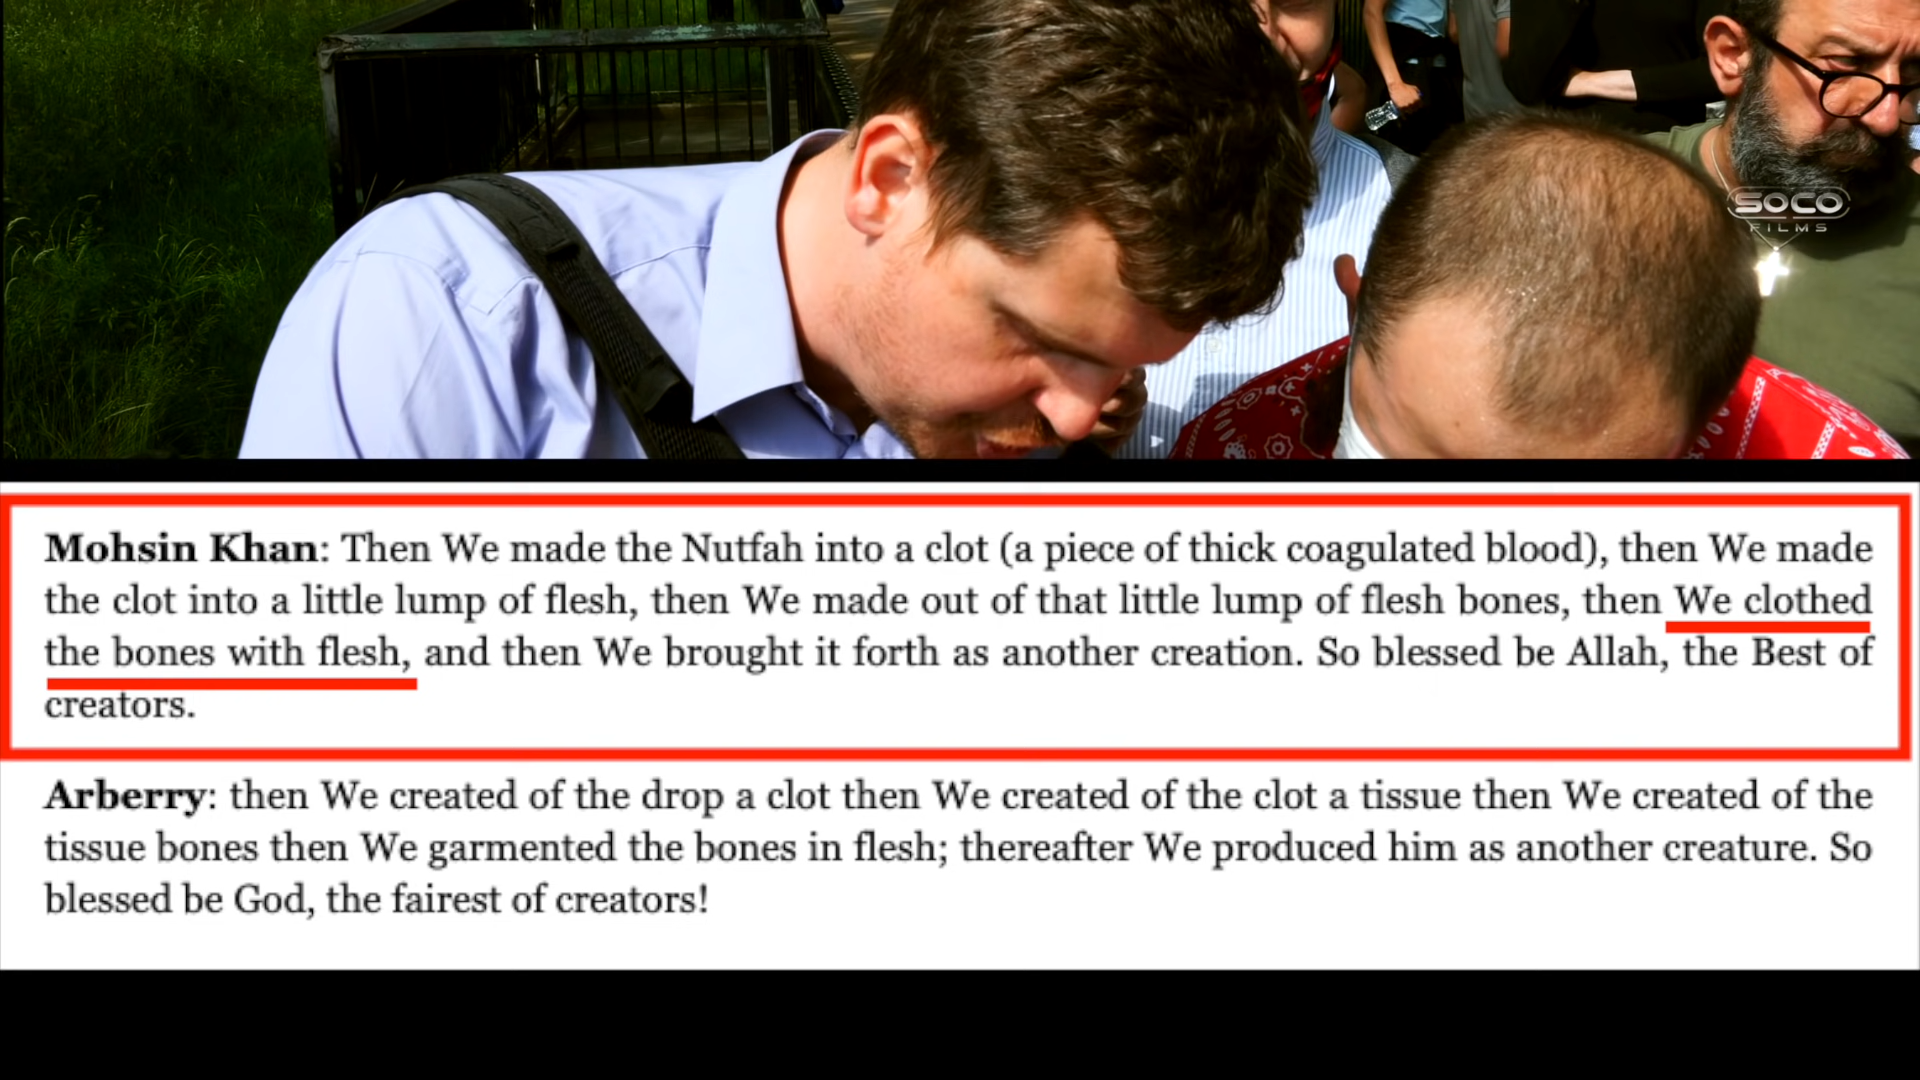 SOCO
FILMS
Mohsin Khan: Then We made the Nutfah into a clot (a piece of thick coagulated blood), then We made
the clot into a little lump of flesh, then We made out of that little lump of flesh bones, then We clothed
the bones with flesh, and then We brought it forth as another creation. So blessed be Allah, the Best of
creators.
Arberry: then We created of the drop a clot then We created of the clot a tissue then We created of the
tissue bones then We garmented the bones in flesh; thereafter We produced him as another creature. So
blessed be God, the fairest of creators!